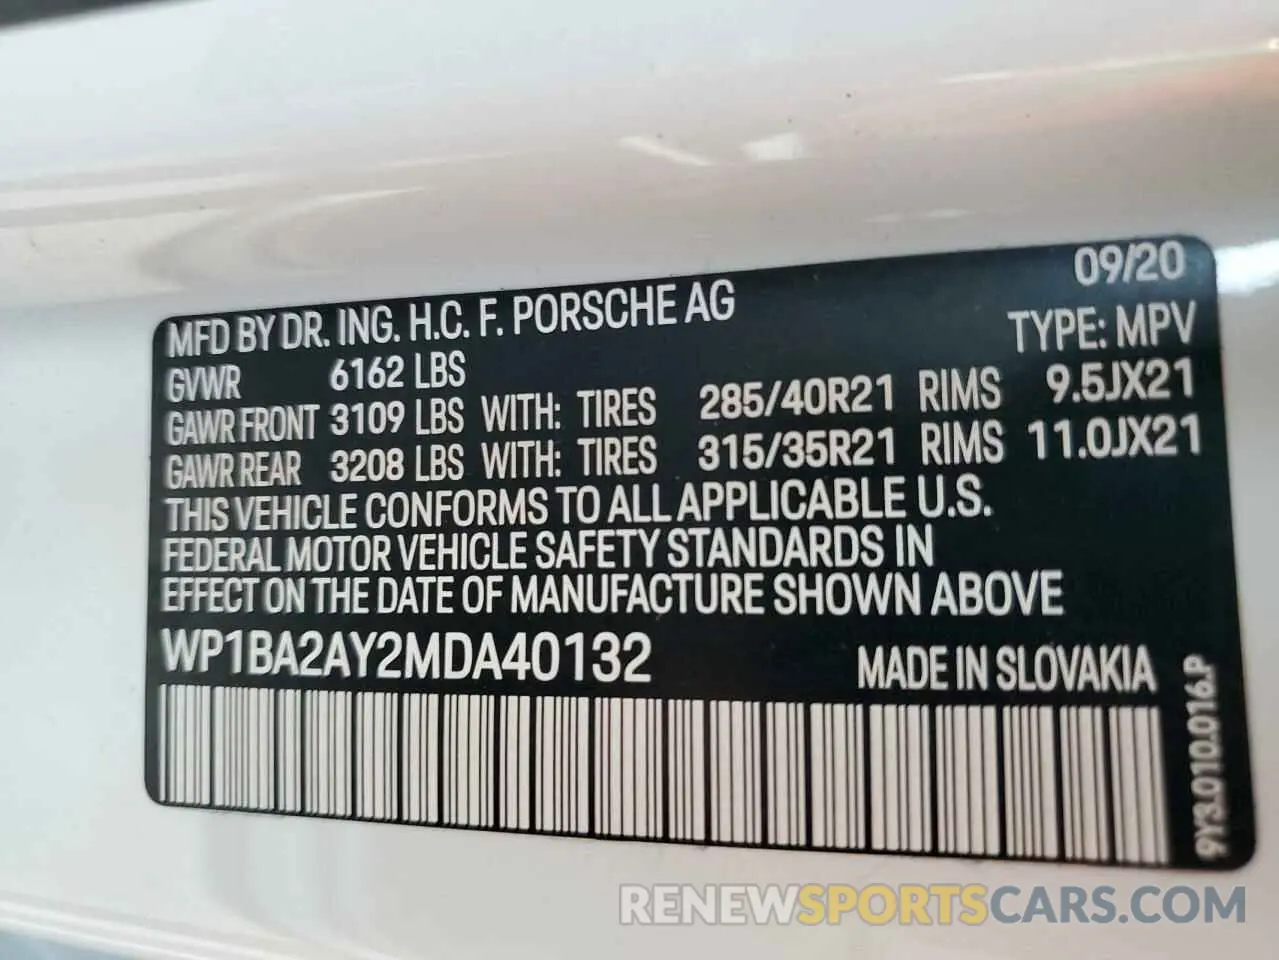 09/20
MFD BY DR. ING. H.C. F. PORSCHE AG
TYPE: MPV
GVWR 6162 LBS
GAWR FRONT 3109 LBS WITH: TIRES 285/40R21 RIMS 9.5JX21
GAWR REAR 3208 LBS WITH: TIRES 315/35R21 RIMS 11.0JX21
THIS VEHICLE CONFORMS TO ALL APPLICABLE U.S.
FEDERAL MOTOR VEHICLE SAFETY STANDARDS IN
EFFECT ON THE DATE OF MANUFACTURE SHOWN ABOVE
WP1BA2AY2MDA40132 MADE IN SLOVAKIA
9Y3.010.016.P
RENEWSPORTSCARS.COM